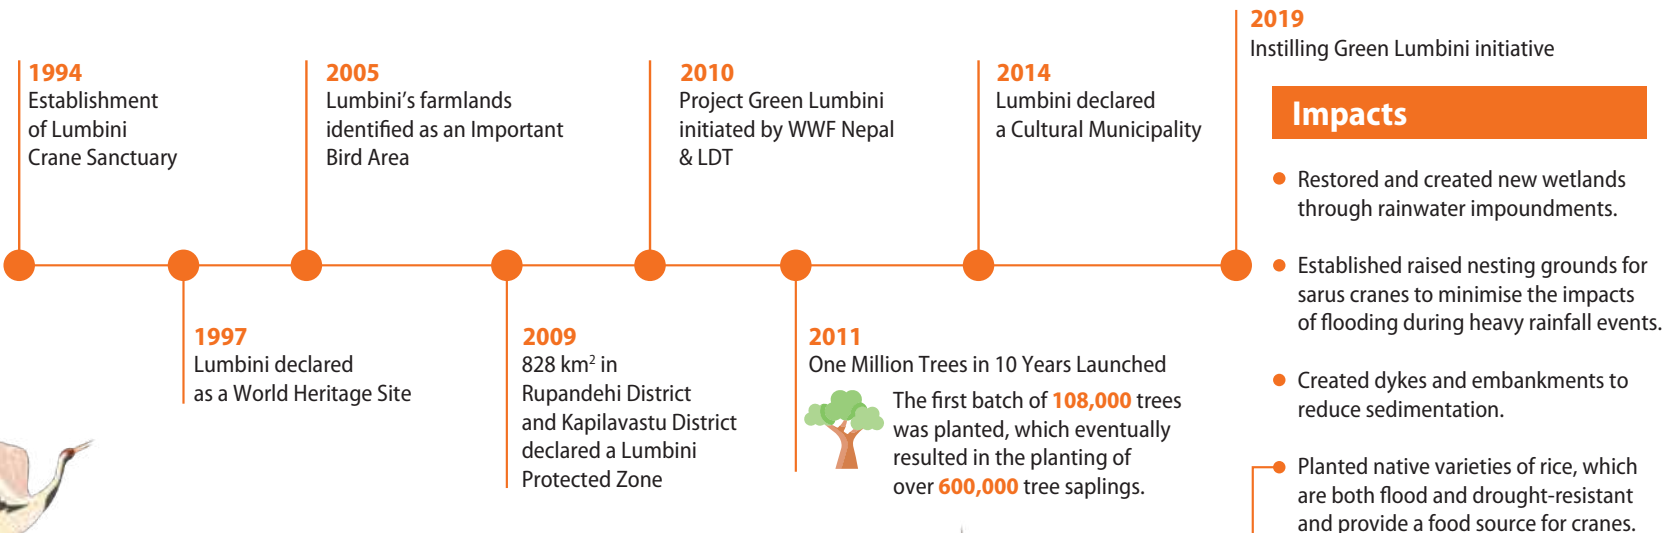 1994
Establishment
of Lumbini
Crane Sanctuary
1997
Lumbini declared
as a World Heritage Site
2005
Lumbini’s farmlands
identified as an Important
Bird Area
2009
828 km² in
Rupandehi District
and Kapilavastu District
declared a Lumbini
Protected Zone
2010
Project Green Lumbini
initiated by WWF Nepal
& LDT
2011
One Million Trees in 10 Years Launched
The first batch of 108,000 trees
was planted, which eventually
resulted in the planting of
over 600,000 tree saplings.
2014
Lumbini declared
a Cultural Municipality
2019
Instilling Green Lumbini initiative
Impacts
Restored and created new wetlands
through rainwater impoundments.
Established raised nesting grounds for
sarus cranes to minimise the impacts
of flooding during heavy rainfall events.
Created dykes and embankments to
reduce sedimentation.
Planted native varieties of rice, which
are both flood and drought-resistant
and provide a food source for cranes.